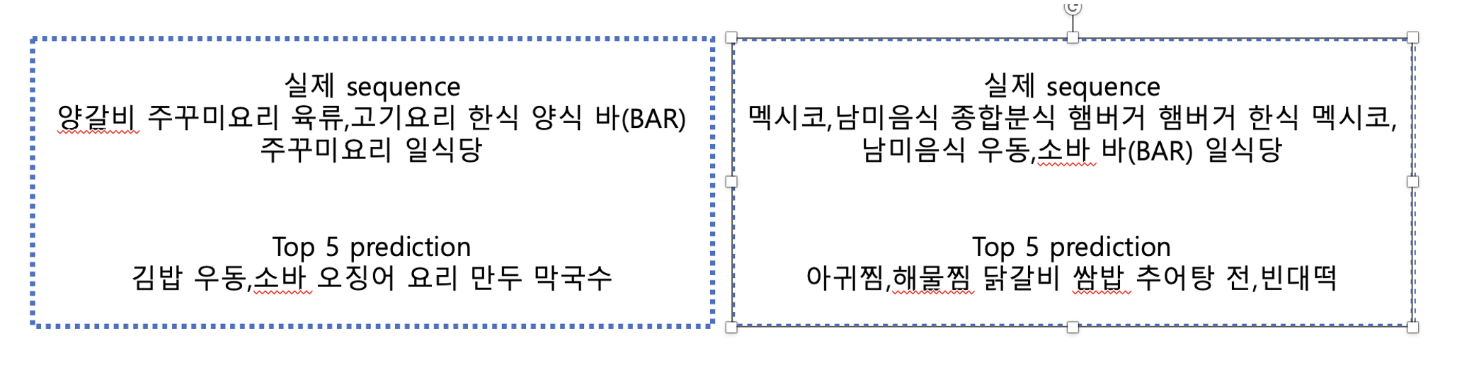 실제 sequence
양갈비 주꾸미요리 육류,고기요리 한식 양식 바(BAR)
주꾸미요리 일식당
Top 5 prediction
김밥 우동,소바 오징어 요리 만두 막국수
실제 sequence
멕시코,남미음식 종합분식 햄버거 햄버거 한식 멕시코,
남미음식 우동,소바 바(BAR) 일식당
Top 5 prediction
아귀찜,해물찜 닭갈비 쌈밥 추어탕 전,빈대떡